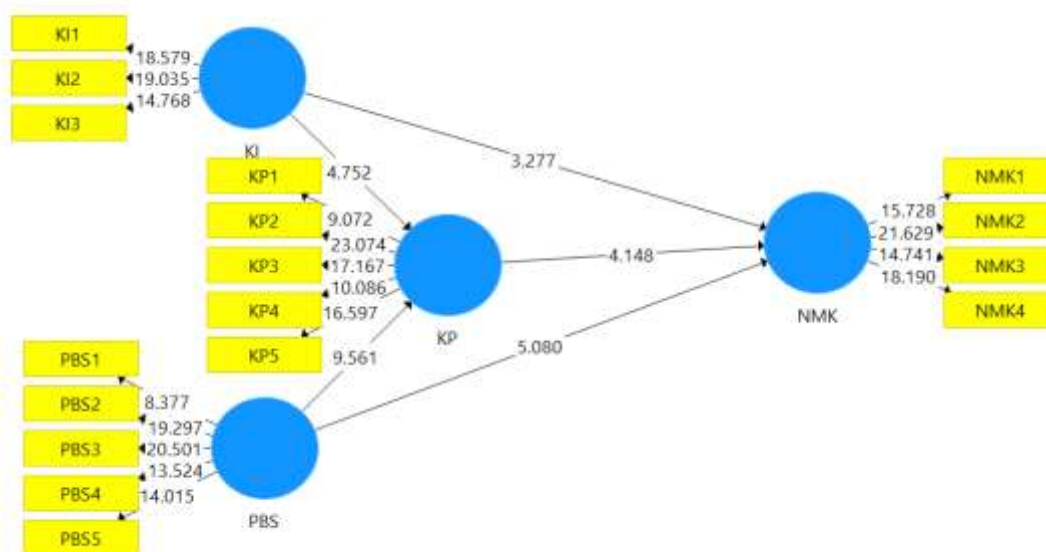 KI1
18.579
KI2
19.035
14.768
KI3
KI
3.277
4.752
KP1
9.072
KP2
23.074
KP3
17.167
10.086
KP4
16.597
KP5
KP
4.148
9.561
5.080
NMK1
15.728
NMK2
21.629
14.741
NMK3
18.190
NMK4
NMK
PBS1
8.377
PBS2
19.297
PBS3
20.501
13.524
PBS4
14.015
PBS5
PBS